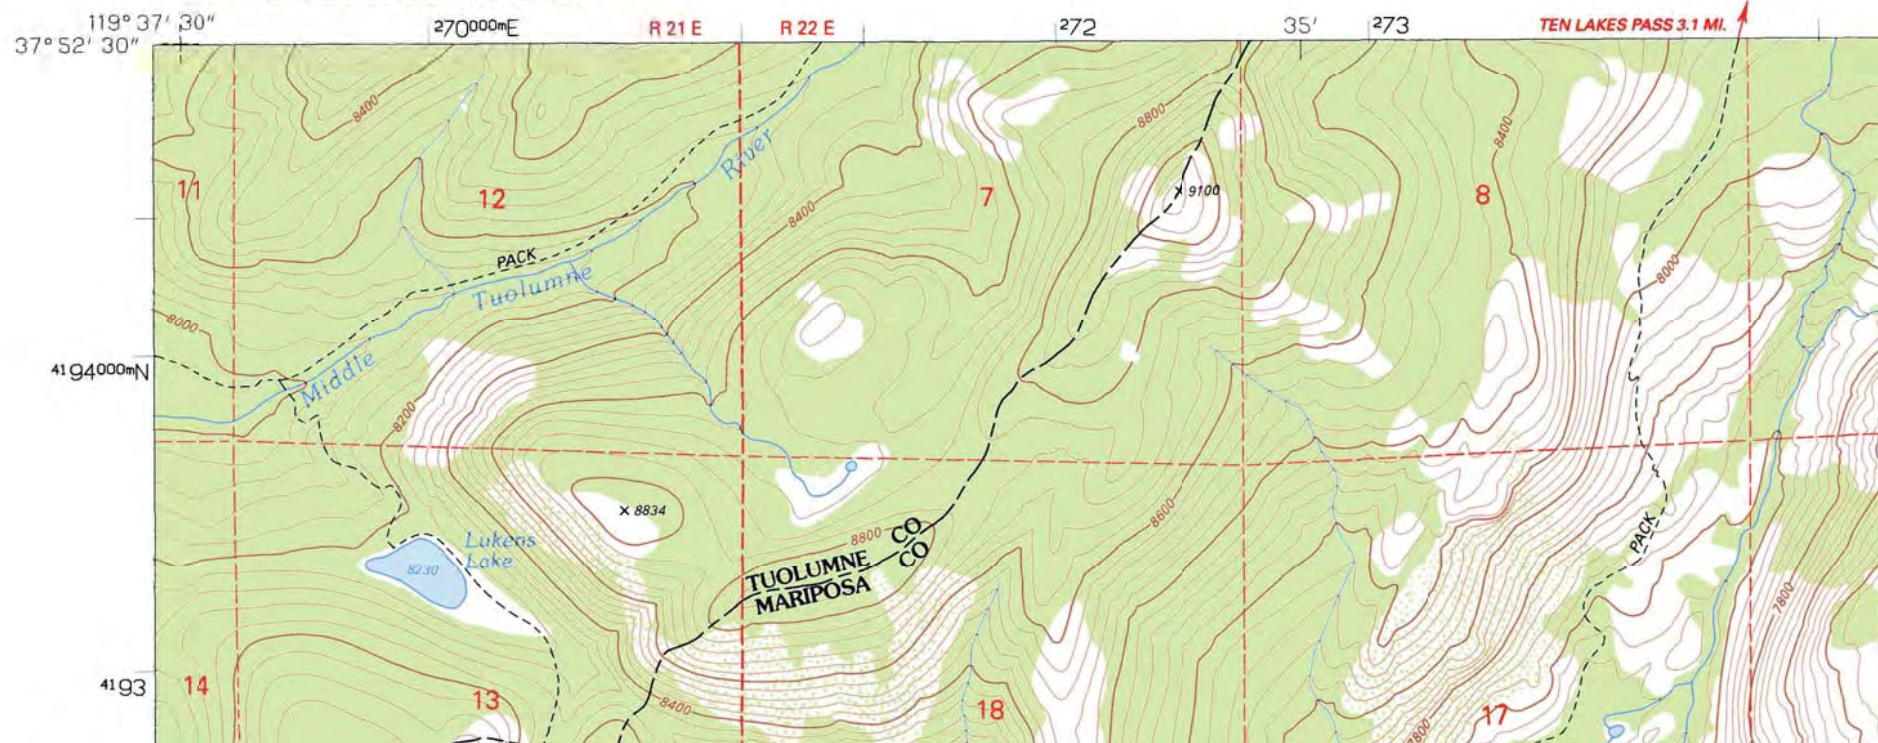 119° 37' 30" 270000mE R 21 E R 22 E 272 35' 273 TEN LAKES PASS 3.1 MI.
37° 52' 30"
8400
8800
8400
River
11
12
7
9100
8
8400
PACK
8000
Tuolumne
8000
4194000mN
Middle
8200
8834
8600
8800
CO
CO
PACK
Lukens
Lake
8230
TUOLUMNE
MARIPOSA
7800
4193
14
13
8400
18
17
7800